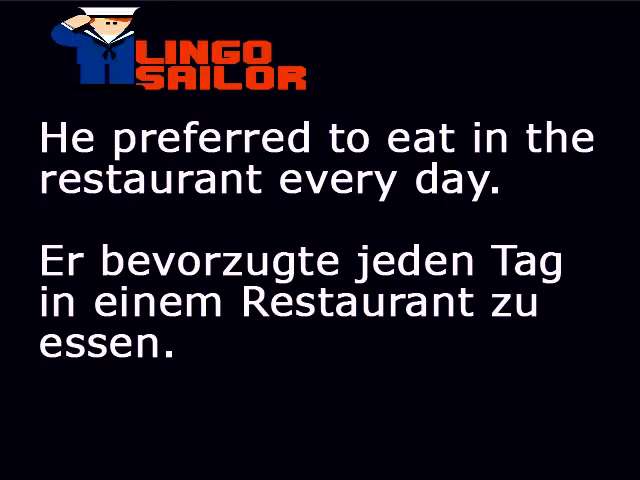 LINGO
SAILOR
He preferred to eat in the
restaurant every day.
Er bevorzugte jeden Tag
in einem Restaurant zu
essen.